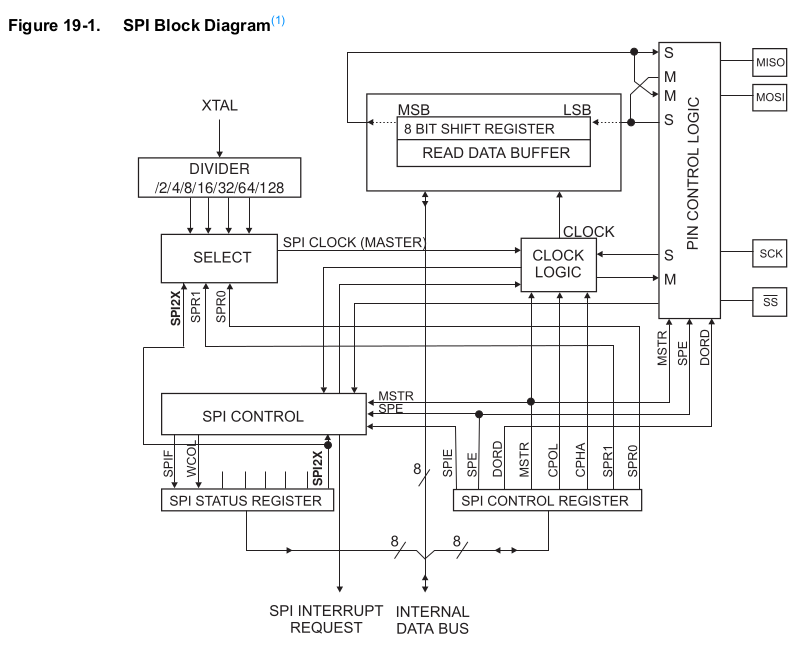 Figure 19-1. SPI Block Diagram(1)
S
MISO
M
M
MOSI
XTAL
MSB
LSB
S
8 BIT SHIFT REGISTER
READ DATA BUFFER
DIVIDER
/2/4/8/16/32/64/128
PIN CONTROL LOGIC
CLOCK
SPI CLOCK (MASTER)
SELECT
CLOCK
LOGIC
S
SCK
M
SPI2X
SPR1
SPR0
SS
MSTR
SPE
DORD
MSTR
SPE
SPI CONTROL
SPIF
WCOL
SPI2X
8
SPIE
SPE
DORD
MSTR
CPOL
CPHA
SPR1
SPR0
SPI STATUS REGISTER
SPI CONTROL REGISTER
8
8
SPI INTERRUPT
REQUEST
INTERNAL
DATA BUS